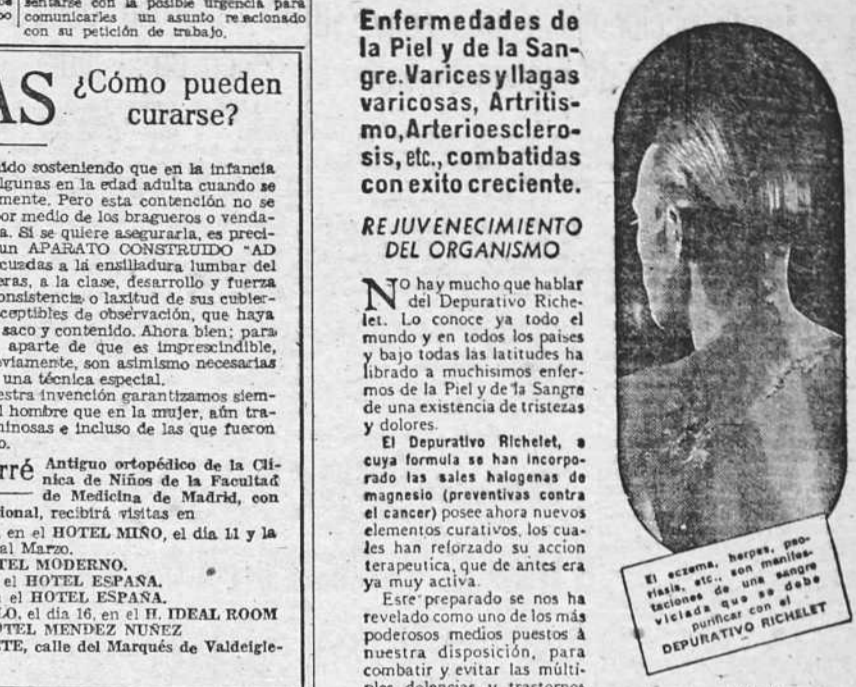 sentarse con la posible urgencia para
comunicarles un asunto relacionado
con su petición de trabajo.
AS
¿Cómo pueden
curarse?
ido sosteniendo que en la infancia
lgunas en la edad adulta cuando se
mente. Pero esta contención no se
or medio de los bragueros o venda-
a. Si se quiere asegurarla, es preci-
un APARATO CONSTRUIDO "AD
cuadas a la ensilladura lumbar del
eras, a la clase, desarrollo y fuerza
onsistencia o laxitud de sus cubier-
ceptibles de observación, que haya
saco y contenido. Ahora bien; para
aparte de que es imprescindible,
viamente, son asimismo necesarias
una técnica especial.
estra invención garantizamos siem-
l hombre que en la mujer, aún tra-
minosas e incluso de las que fueron
o.
rré Antiguo ortopédico de la Clí-
nica de Niños de la Facultad
de Medicina de Madrid, con
ional, recibirá visitas en
en el HOTEL MIÑO, el día 11 y la
al Marzo.
TEL MODERNO.
el HOTEL ESPAÑA.
el HOTEL ESPAÑA.
LO, el día 16, en el H. IDEAL ROOM
OTEL MENDEZ NUÑEZ
TE, calle del Marqués de Valdeigle-
Enfermedades de
la Piel y de la San-
gre. Varices y llagas
varicosas, Artritis-
mo, Arterioesclero-
sis, etc., combatidas
con exito creciente.
REJUVENECIMIENTO
DEL ORGANISMO
No hay mucho que hablar
del Depurativo Riche-
let. Lo conoce ya todo el
mundo y en todos los paises
y bajo todas las latitudes ha
librado a muchisimos enfer-
mos de la Piel y de la Sangre
de una existencia de tristezas
y dolores.
El Depurativo Richelet, a
cuya formula se han incorpo-
rado las sales halogenas de
magnesio (preventivas contra
el cancer) posee ahora nuevos
elementos curativos, los cua-
les han reforzado su accion
terapeutica, que de antes era
ya muy activa.
Este preparado se nos ha
revelado como uno de los más
poderosos medios puestos à
nuestra disposición, para
combatir y evitar las múlti-
ples dolencias y trastornos
El eczema, herpes, pso-
riasis, etc., son manifes-
taciones de una sangre
viciada que se debe
purificar con el
DEPURATIVO RICHELET